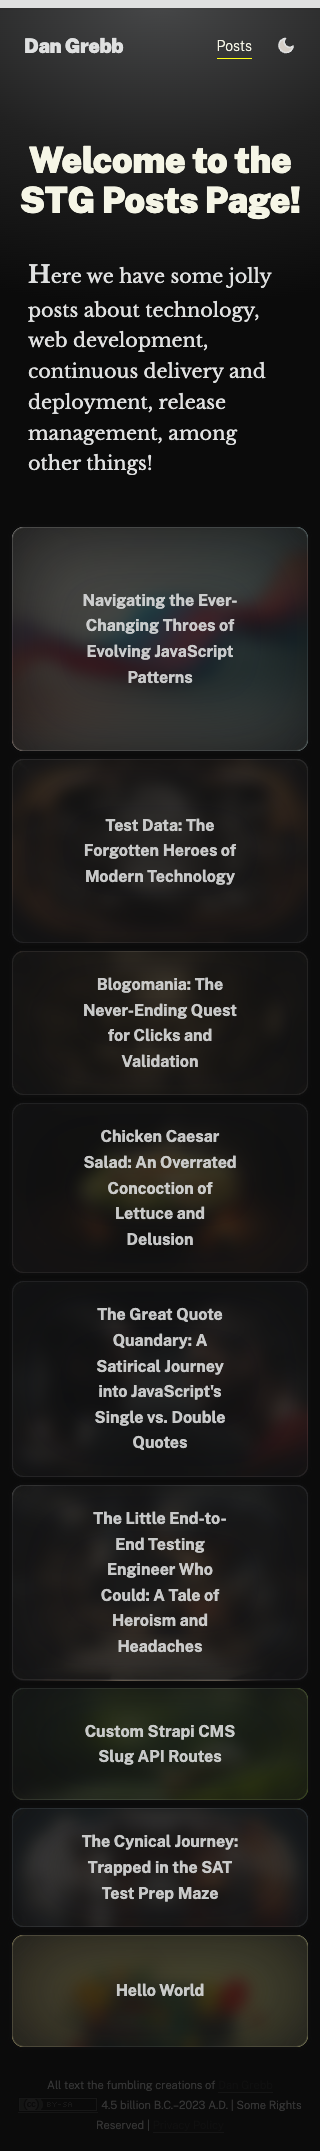 Dan Grebb
Posts
Welcome to the
STG Posts Page!
Here we have some jolly
posts about technology,
web development,
continuous delivery and
deployment, release
management, among
other things!
Navigating the Ever-
Changing Throes of
Evolving JavaScript
Patterns
Test Data: The
Forgotten Heroes of
Modern Technology
Blogomania: The
Never-Ending Quest
for Clicks and
Validation
Chicken Caesar
Salad: An Overrated
Concoction of
Lettuce and
Delusion
The Great Quote
Quandary: A
Satirical Journey
into JavaScript's
Single vs. Double
Quotes
The Little End-to-
End Testing
Engineer Who
Could: A Tale of
Heroism and
Headaches
Custom Strapi CMS
Slug API Routes
The Cynical Journey:
Trapped in the SAT
Test Prep Maze
Hello World
All text the fumbling creations of
4.5 billion B.C.–2023 A.D. | Some Rights
Reserved |